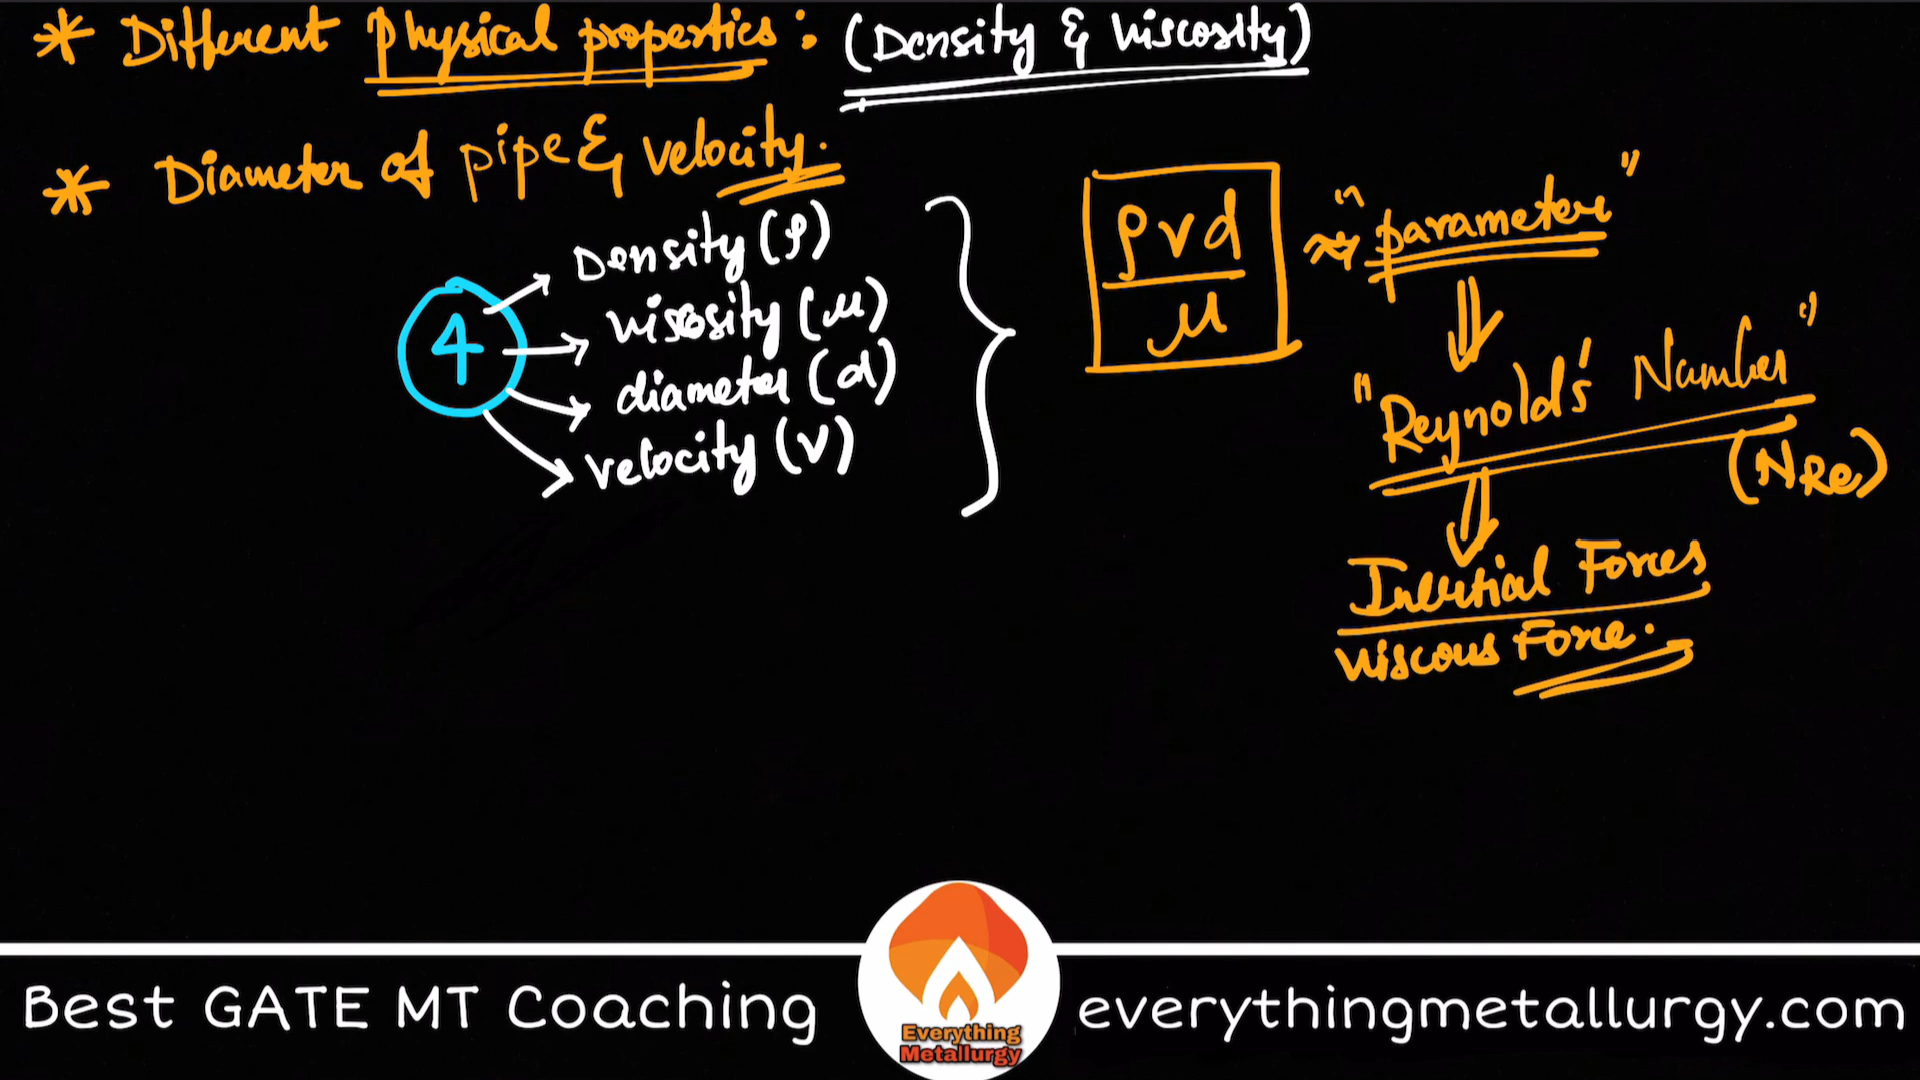 * Different physical properties : (Density & viscosity)
* Diameter of pipe & velocity.
4
Density (ρ)
viscosity (μ)
diameter (d)
velocity (v)
ρvd
μ
"parameter"
"Reynold's Number"
(NRe)
Inertial Forces
viscous Force.
Best GATE MT Coaching
Everything
Metallurgy
everythingmetallurgy.com